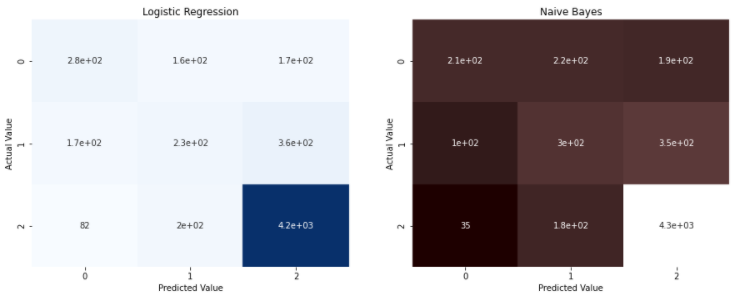 Logistic Regression
0 2.8e+02 1.6e+02 1.7e+02
1 1.7e+02 2.3e+02 3.6e+02
2 82 2e+02 4.2e+03
Actual Value
0 1 2
Predicted Value
Naive Bayes
0 2.1e+02 2.2e+02 1.9e+02
1 1e+02 3e+02 3.5e+02
2 35 1.8e+02 4.3e+03
Actual Value
0 1 2
Predicted Value